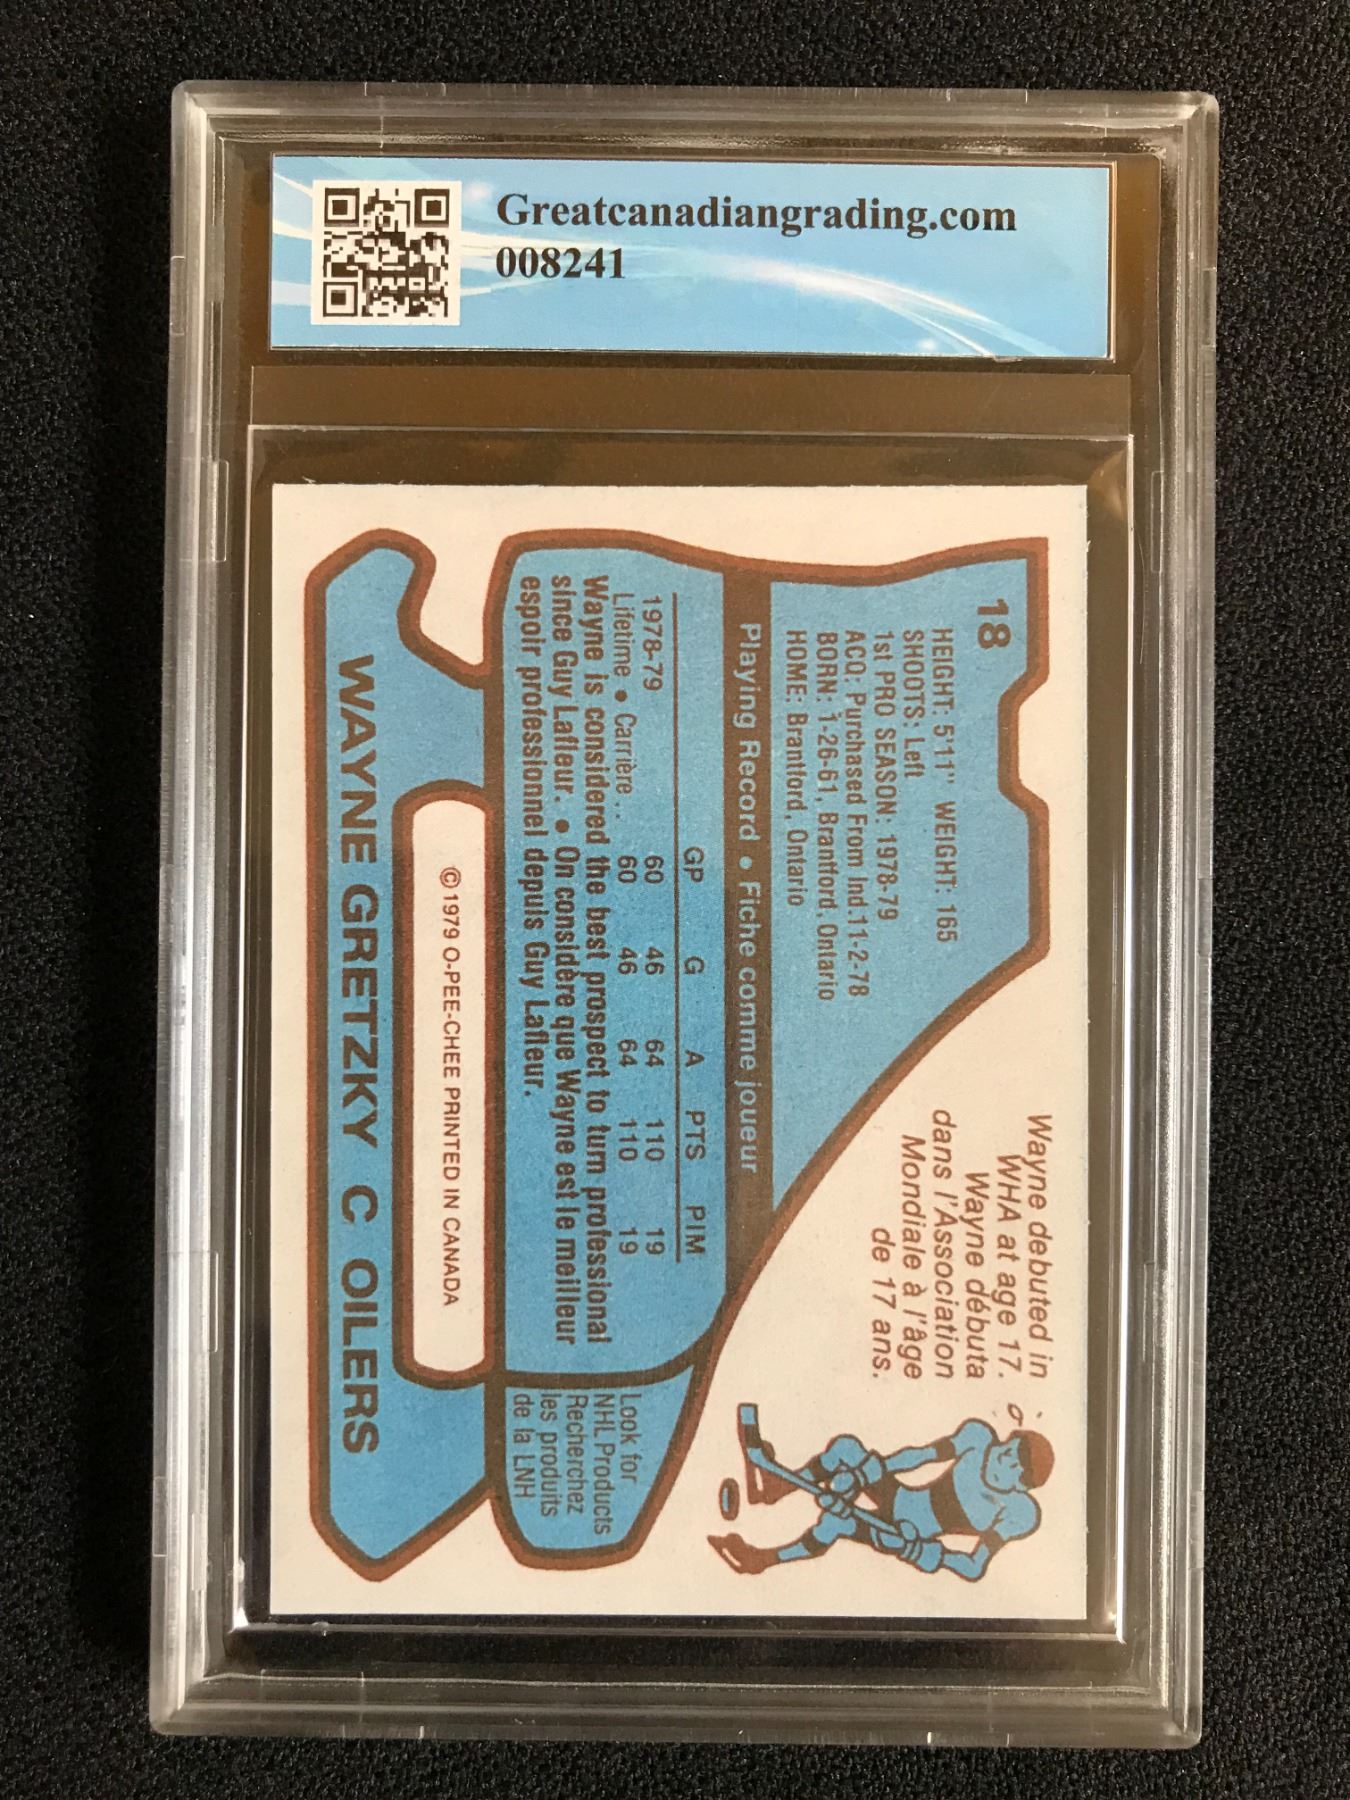 Greatcanadiangrading.com
008241
18
HEIGHT: 5'11" WEIGHT: 165
SHOOTS: Left
1st PRO SEASON: 1978-79
ACQ: Purchased From Ind.11-2-78
BORN: 1-26-61, Brantford, Ontario
HOME: Brantford, Ontario
Wayne debuted in
WHA at age 17.
Wayne débuta
dans l'Association
Mondiale à l'âge
de 17 ans.
Playing Record • Fiche comme joueur
GP G A PTS PIM
1978-79 60 46 64 110 19
Lifetime • Carrière .. 60 46 64 110 19
Wayne is considered the best prospect to turn professional
since Guy Lafleur. • On considère que Wayne est le meilleur
espoir professionnel depuis Guy Lafleur.
Look for
NHL Products
Recherchez
les produits
de la LNH
© 1979 O-PEE-CHEE PRINTED IN CANADA
WAYNE GRETZKY C OILERS